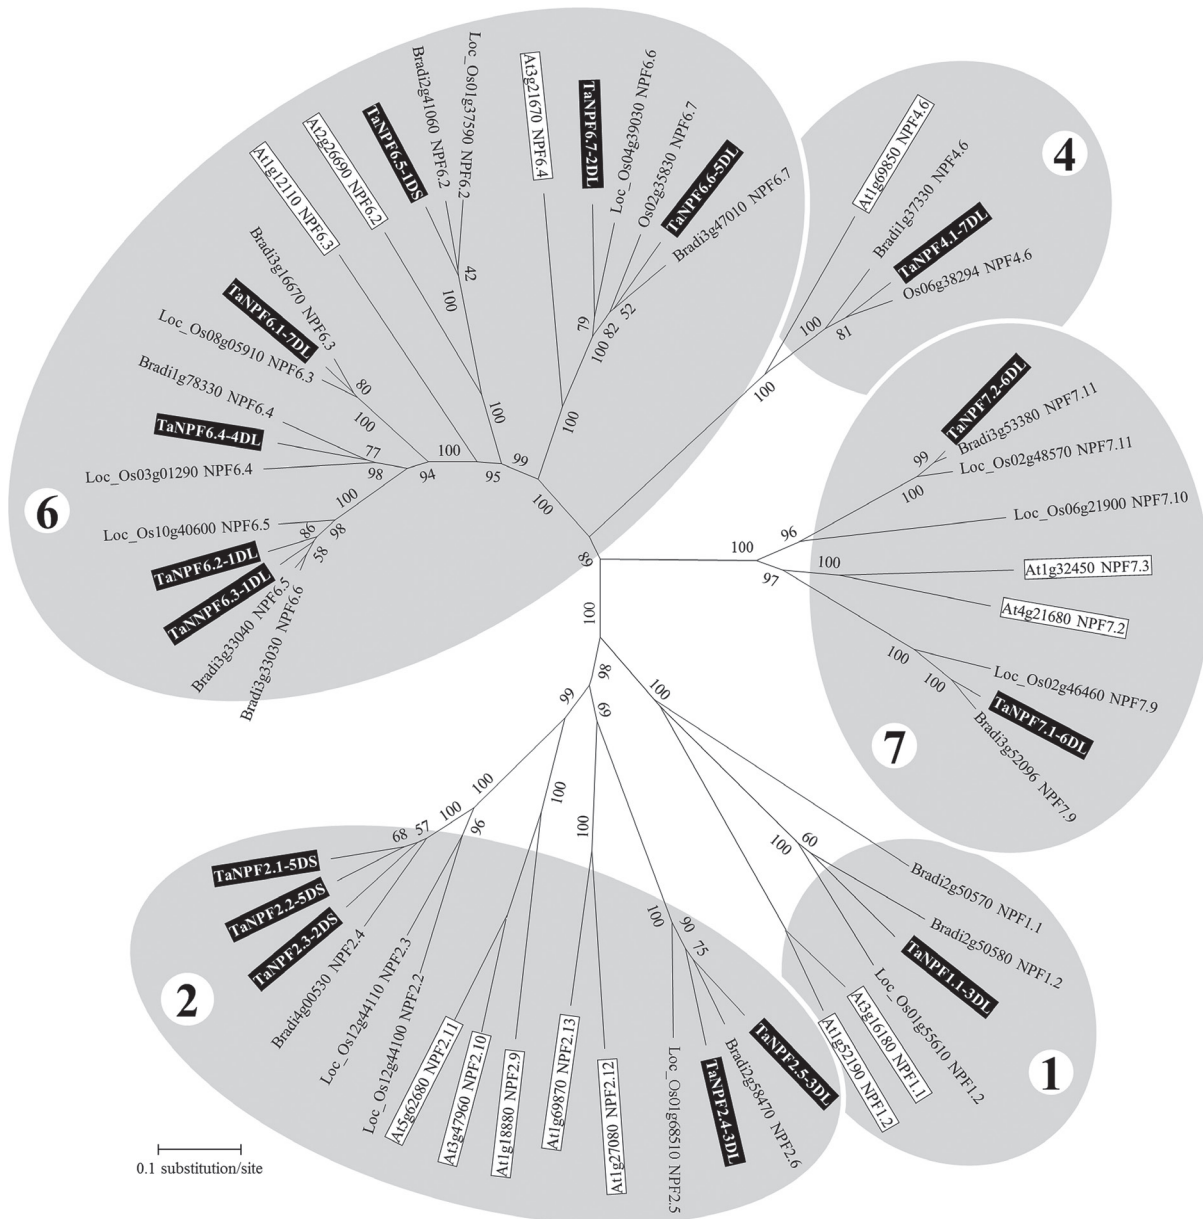 6
At1g12110 NPF6.3
At2g26690 NPF6.2
TaNPF6.5-1DS
Bradi2g41060 NPF6.2
Loc_Os01g37590 NPF6.2
At3g21670 NPF6.4
TaNPF6.7-2DL
Loc_Os04g39030 NPF6.6
Os02g35830 NPF6.7
TaNPF6.6-5DL
Bradi3g47010 NPF6.7
Bradi3g16670 NPF6.3
TaNPF6.1-7DL
Loc_Os08g05910 NPF6.3
Bradi1g78330 NPF6.4
TaNPF6.4-4DL
Loc_Os03g01290 NPF6.4
Loc_Os10g40600 NPF6.5
TaNPF6.2-1DL
TaNNPF6.3-1DL
Bradi3g33040 NPF6.5
Bradi3g33030 NPF6.6
42
100
79
100
82
52
80
100
100
100
77
98
94
100
95
99
100
100
86
98
58
100
89
4
At1g69850 NPF4.6
Bradi1g37330 NPF4.6
TaNPF4.1-7DL
Os06g38294 NPF4.6
100
81
100
7
TaNPF7.2-6DL
Bradi3g53380 NPF7.11
Loc_Os02g48570 NPF7.11
Loc_Os06g21900 NPF7.10
At1g32450 NPF7.3
At4g21680 NPF7.2
Loc_Os02g46460 NPF7.9
TaNPF7.1-6DL
Bradi3g52096 NPF7.9
99
100
96
100
97
100
100
100
100
98
99
69
100
1
Bradi2g50570 NPF1.1
Bradi2g50580 NPF1.2
TaNPF1.1-3DL
Loc_Os01g55610 NPF1.2
At3g16180 NPF1.1
At1g52190 NPF1.2
60
100
2
TaNPF2.1-5DS
TaNPF2.2-5DS
TaNPF2.3-2DS
Bradi4g00530 NPF2.4
Loc_Os12g44110 NPF2.3
Loc_Os12g44100 NPF2.2
At5g62680 NPF2.11
At3g47960 NPF2.10
At1g18880 NPF2.9
At1g69870 NPF2.13
At1g27080 NPF2.12
Loc_Os01g68510 NPF2.5
TaNPF2.4-3DL
Bradi2g58470 NPF2.6
TaNPF2.5-3DL
68
57
100
100
96
100
100
100
90
75
0.1 substitution/site